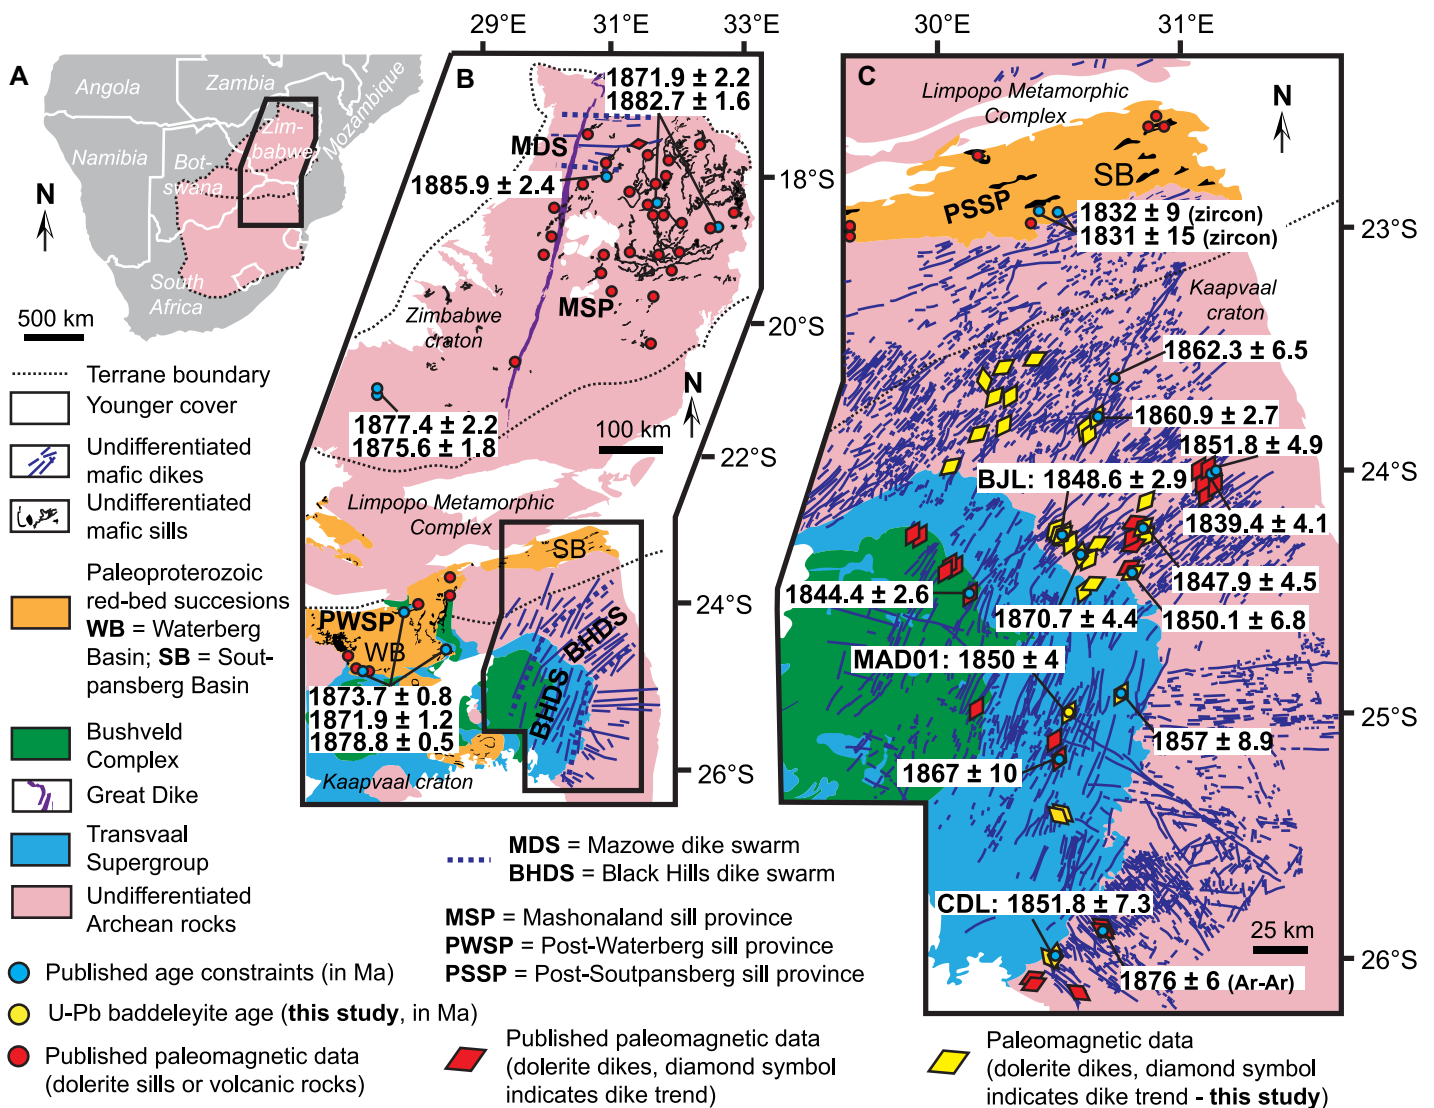 A
Angola
Zambia
Mozambique
Zim-
babwe
Namibia
Bot-
swana
South
Africa
N
500 km
Terrane boundary
Younger cover
Undifferentiated
mafic dikes
Undifferentiated
mafic sills
Paleoproterozoic
red-bed succesions
WB = Waterberg
Basin; SB = Sout-
pansberg Basin
Bushveld
Complex
Great Dike
Transvaal
Supergroup
Undifferentiated
Archean rocks
Published age constraints (in Ma)
U-Pb baddeleyite age (this study, in Ma)
Published paleomagnetic data
(dolerite sills or volcanic rocks)
29°E
31°E
33°E
B
1871.9 ± 2.2
1882.7 ± 1.6
MDS
1885.9 ± 2.4
18°S
Zimbabwe
craton
MSP
20°S
N
1877.4 ± 2.2
1875.6 ± 1.8
100 km
22°S
Limpopo Metamorphic
Complex
SB
24°S
PWSP
WB
BHDS
BHDS
1873.7 ± 0.8
1871.9 ± 1.2
1878.8 ± 0.5
Kaapvaal craton
26°S
MDS = Mazowe dike swarm
BHDS = Black Hills dike swarm
MSP = Mashonaland sill province
PWSP = Post-Waterberg sill province
PSSP = Post-Soutpansberg sill province
Published paleomagnetic data
(dolerite dikes, diamond symbol
indicates dike trend)
30°E
31°E
C
Limpopo Metamorphic
Complex
N
SB
PSSP
1832 ± 9 (zircon)
1831 ± 15 (zircon)
23°S
Kaapvaal
craton
1862.3 ± 6.5
1860.9 ± 2.7
1851.8 ± 4.9
24°S
BJL: 1848.6 ± 2.9
1839.4 ± 4.1
1847.9 ± 4.5
1844.4 ± 2.6
1870.7 ± 4.4
1850.1 ± 6.8
MAD01: 1850 ± 4
25°S
1857 ± 8.9
1867 ± 10
CDL: 1851.8 ± 7.3
25 km
26°S
1876 ± 6 (Ar-Ar)
Paleomagnetic data
(dolerite dikes, diamond symbol
indicates dike trend - this study)